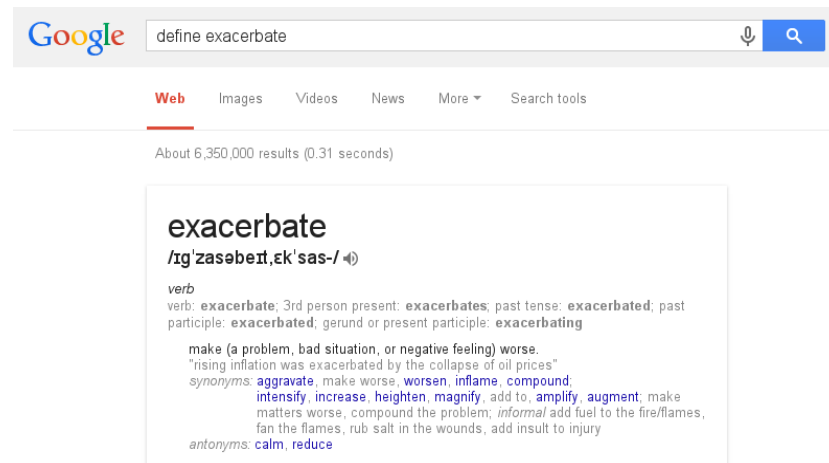 Google define exacerbate
Web Images Videos News More Search tools
About 6,350,000 results (0.31 seconds)
exacerbate
/ɪɡˈzasəbeɪt,ɛkˈsas-/
verb
verb: exacerbate; 3rd person present: exacerbates; past tense: exacerbated; past
participle: exacerbated; gerund or present participle: exacerbating
make (a problem, bad situation, or negative feeling) worse.
"rising inflation was exacerbated by the collapse of oil prices"
synonyms: aggravate, make worse, worsen, inflame, compound;
intensify, increase, heighten, magnify, add to, amplify, augment; make
matters worse, compound the problem; informal add fuel to the fire/flames,
fan the flames, rub salt in the wounds, add insult to injury
antonyms: calm, reduce